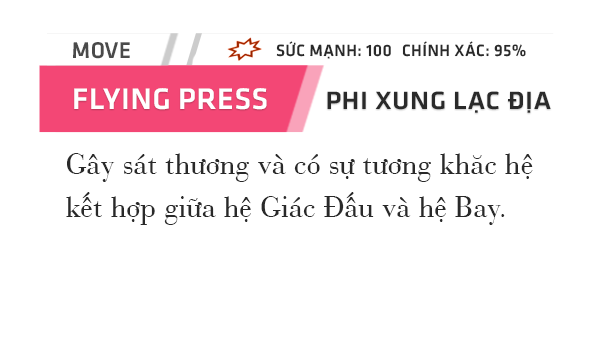 MOVE SỨC MẠNH: 100 CHÍNH XÁC: 95%
FLYING PRESS PHI XUNG LẠC ĐỊA
Gây sát thương và có sự tương khăc hệ
kết hợp giữa hệ Giác Đấu và hệ Bay.